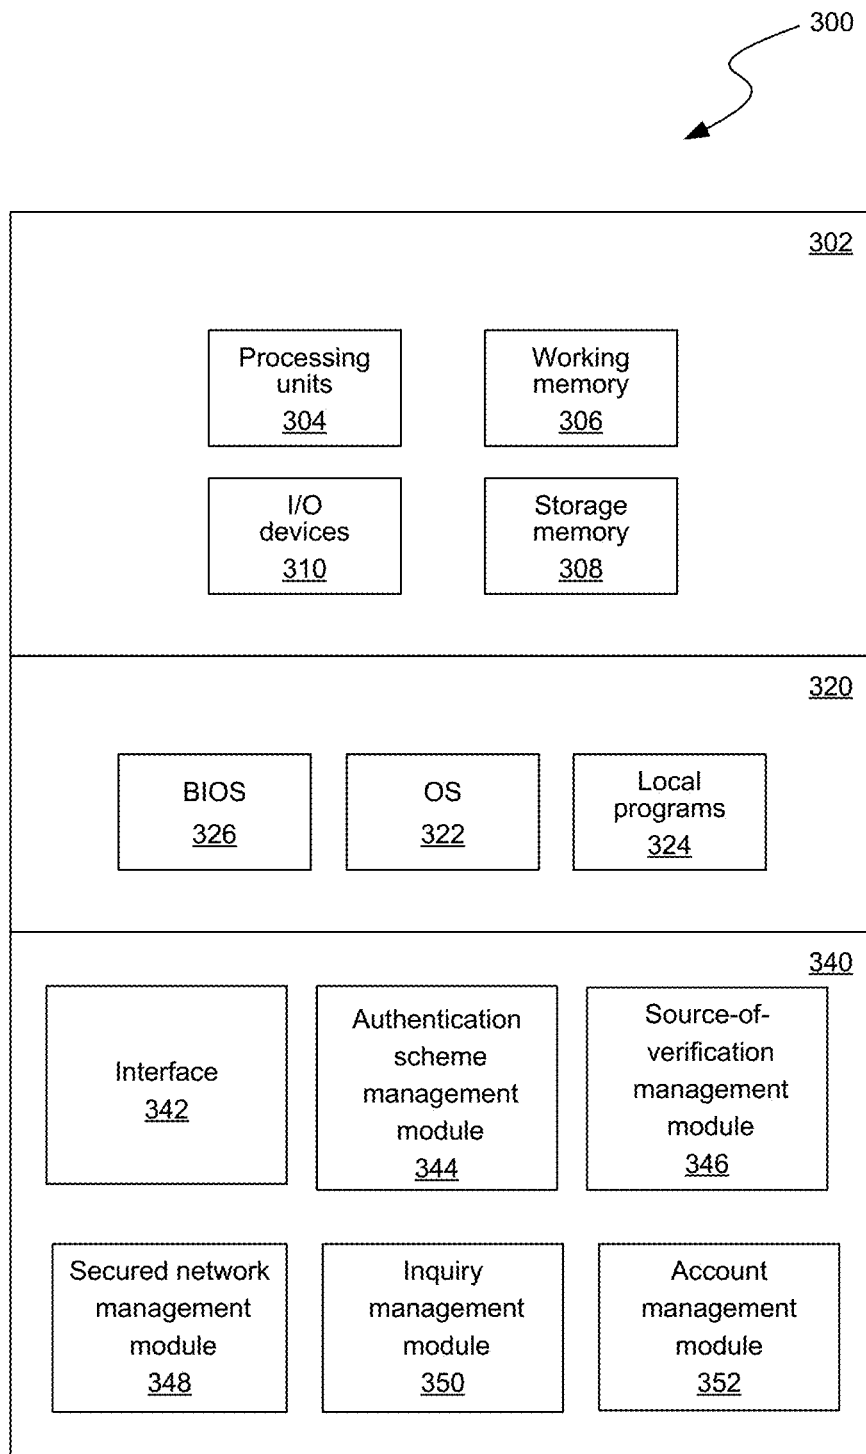 300
302
Processing
units
304
Working
memory
306
I/O
devices
310
Storage
memory
308
320
BIOS
326
OS
322
Local
programs
324
340
Interface
342
Authentication
scheme
management
module
344
Source-of-
verification
management
module
346
Secured network
management
module
348
Inquiry
management
module
350
Account
management
module
352